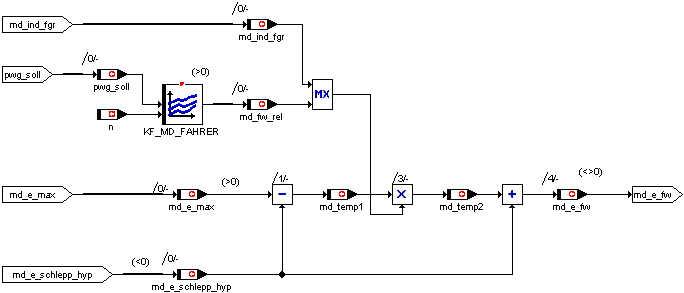 /0/-
md_ind_fgr
md_ind_fgr
/0/-
(>0)
/0/-
pwg_soll
pwg_soll
MX
md_fw_rel
n
KF_MD_FAHRER
/0/-
(>0)
/1/-
/3/-
/4/-
(<>0)
md_e_max
-
×
+
md_e_fw
md_e_max
md_temp1
md_temp2
md_e_fw
(<0)
/0/-
md_e_schlepp_hyp
md_e_schlepp_hyp